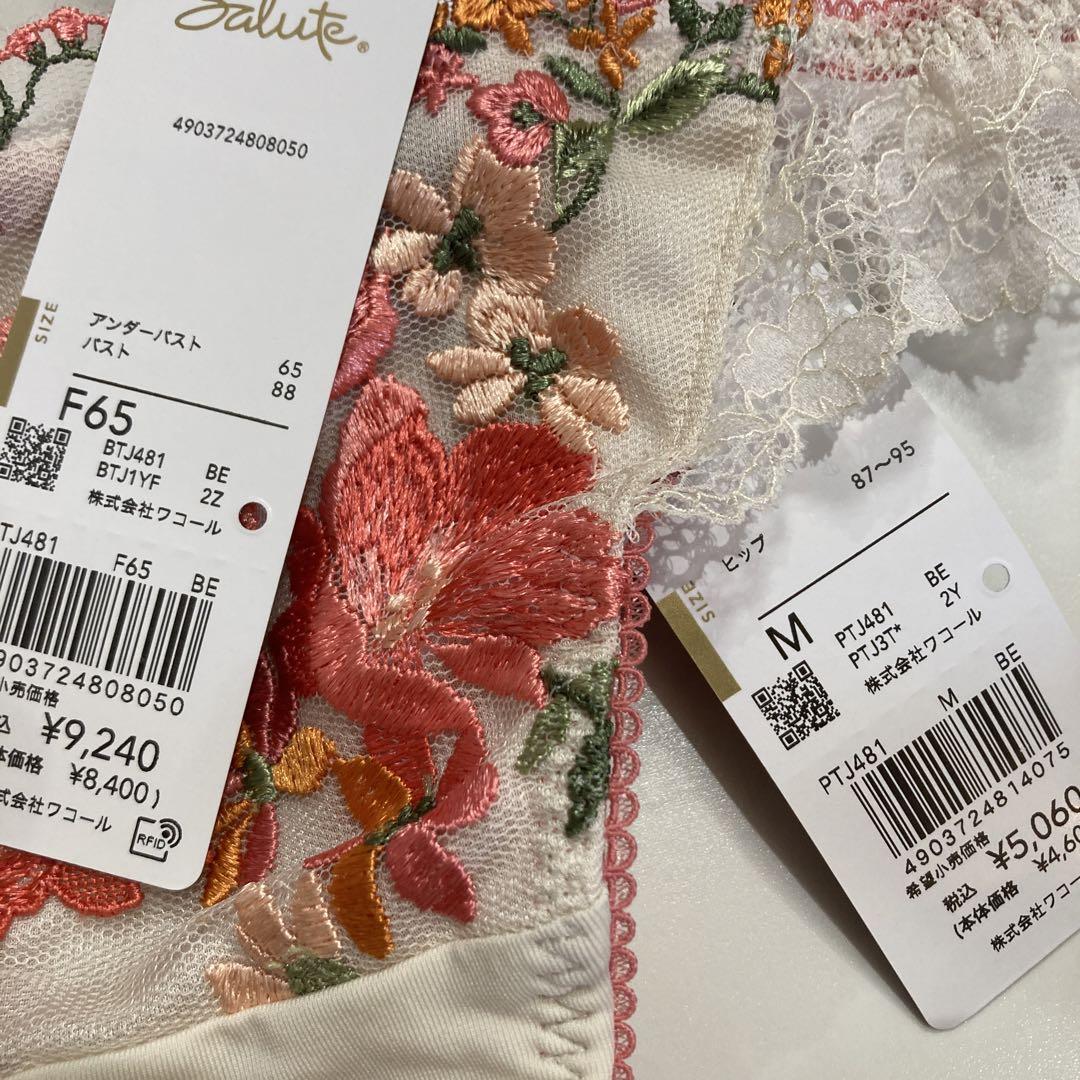 Salute®
4903724808050
SIZE
アンダーバスト 65
バスト 88
F65
BTJ481 BE
BTJ1YF 2Z
株式会社ワコール
TJ481 F65 BE
903724808050
小売価格
込 ¥9,240
本価格 ¥8,400)
式会社ワコール
RFID
SIZE
ヒップ 87〜95
M
PTJ481 BE
PTJ3T* 2Y
株式会社ワコール
PTJ481 M BE
4903724814075
希望小売価格
税込 ¥5,060
(本体価格 ¥4,60
株式会社ワコー